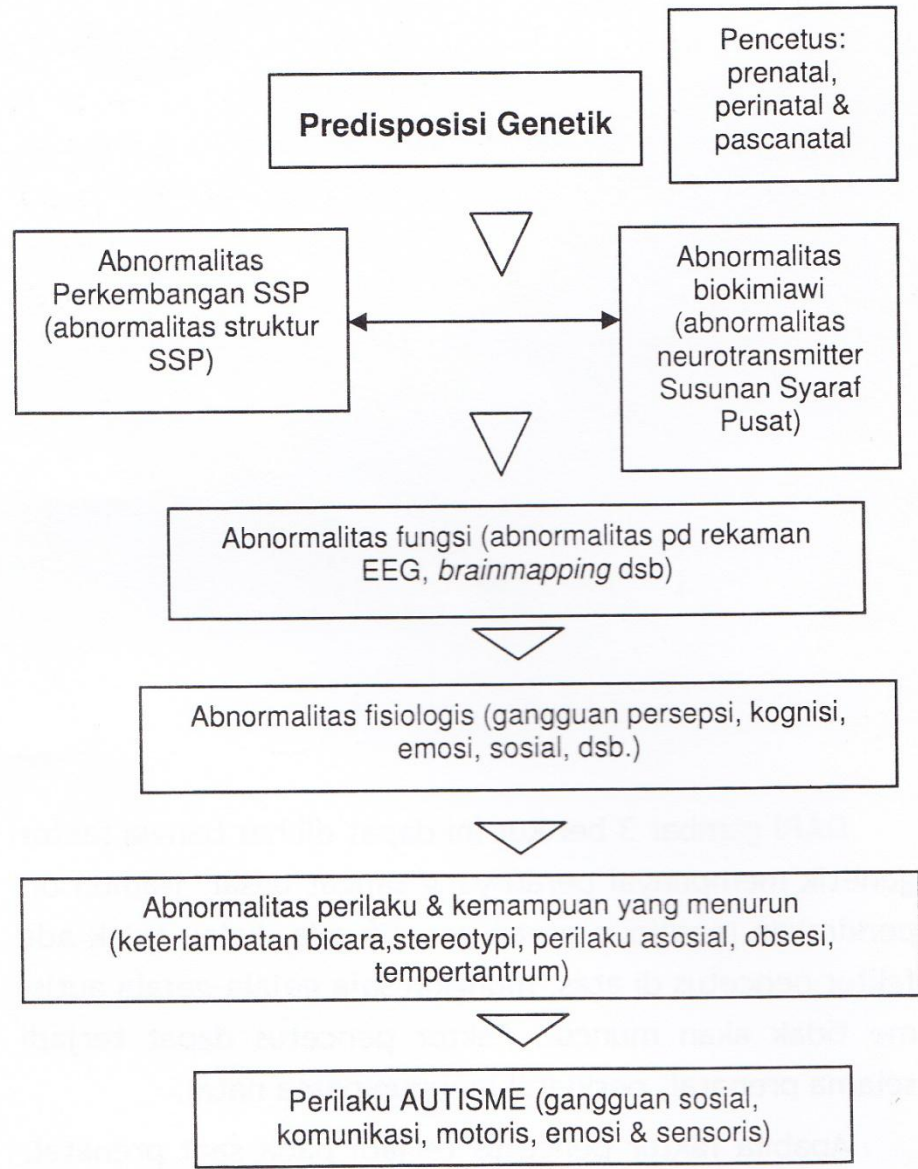 Pencetus:
prenatal,
perinatal &
pascanatal
Predisposisi Genetik
Abnormalitas
Perkembangan SSP
(abnormalitas struktur
SSP)
Abnormalitas
biokimiawi
(abnormalitas
neurotransmitter
Susunan Syaraf
Pusat)
Abnormalitas fungsi (abnormalitas pd rekaman
EEG, brainmapping dsb)
Abnormalitas fisiologis (gangguan persepsi, kognisi,
emosi, sosial, dsb.)
Abnormalitas perilaku & kemampuan yang menurun
(keterlambatan bicara,stereotypi, perilaku asosial, obsesi,
tempertantrum)
Perilaku AUTISME (gangguan sosial,
komunikasi, motoris, emosi & sensoris)